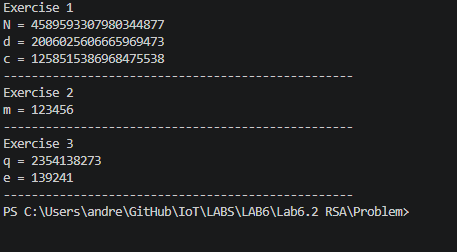 Exercise 1
N = 4589593307980344877
d = 2006025606665969473
c = 1258515386968475538
--------------------------------------------------
Exercise 2
m = 123456
--------------------------------------------------
Exercise 3
q = 2354138273
e = 139241
--------------------------------------------------
PS C:\Users\andre\GitHub\IoT\LABS\LAB6\Lab6.2 RSA\Problem>